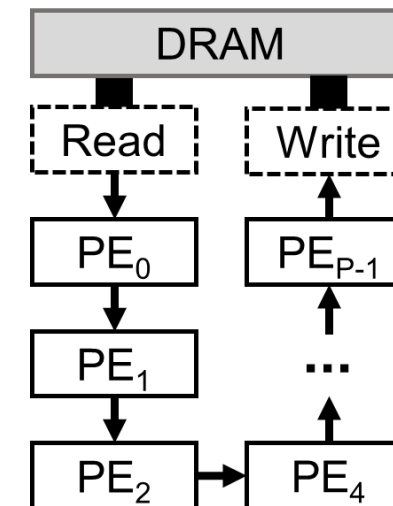 DRAM
Read
Write
PE0
PEP-1
PE1
...
PE2
PE4